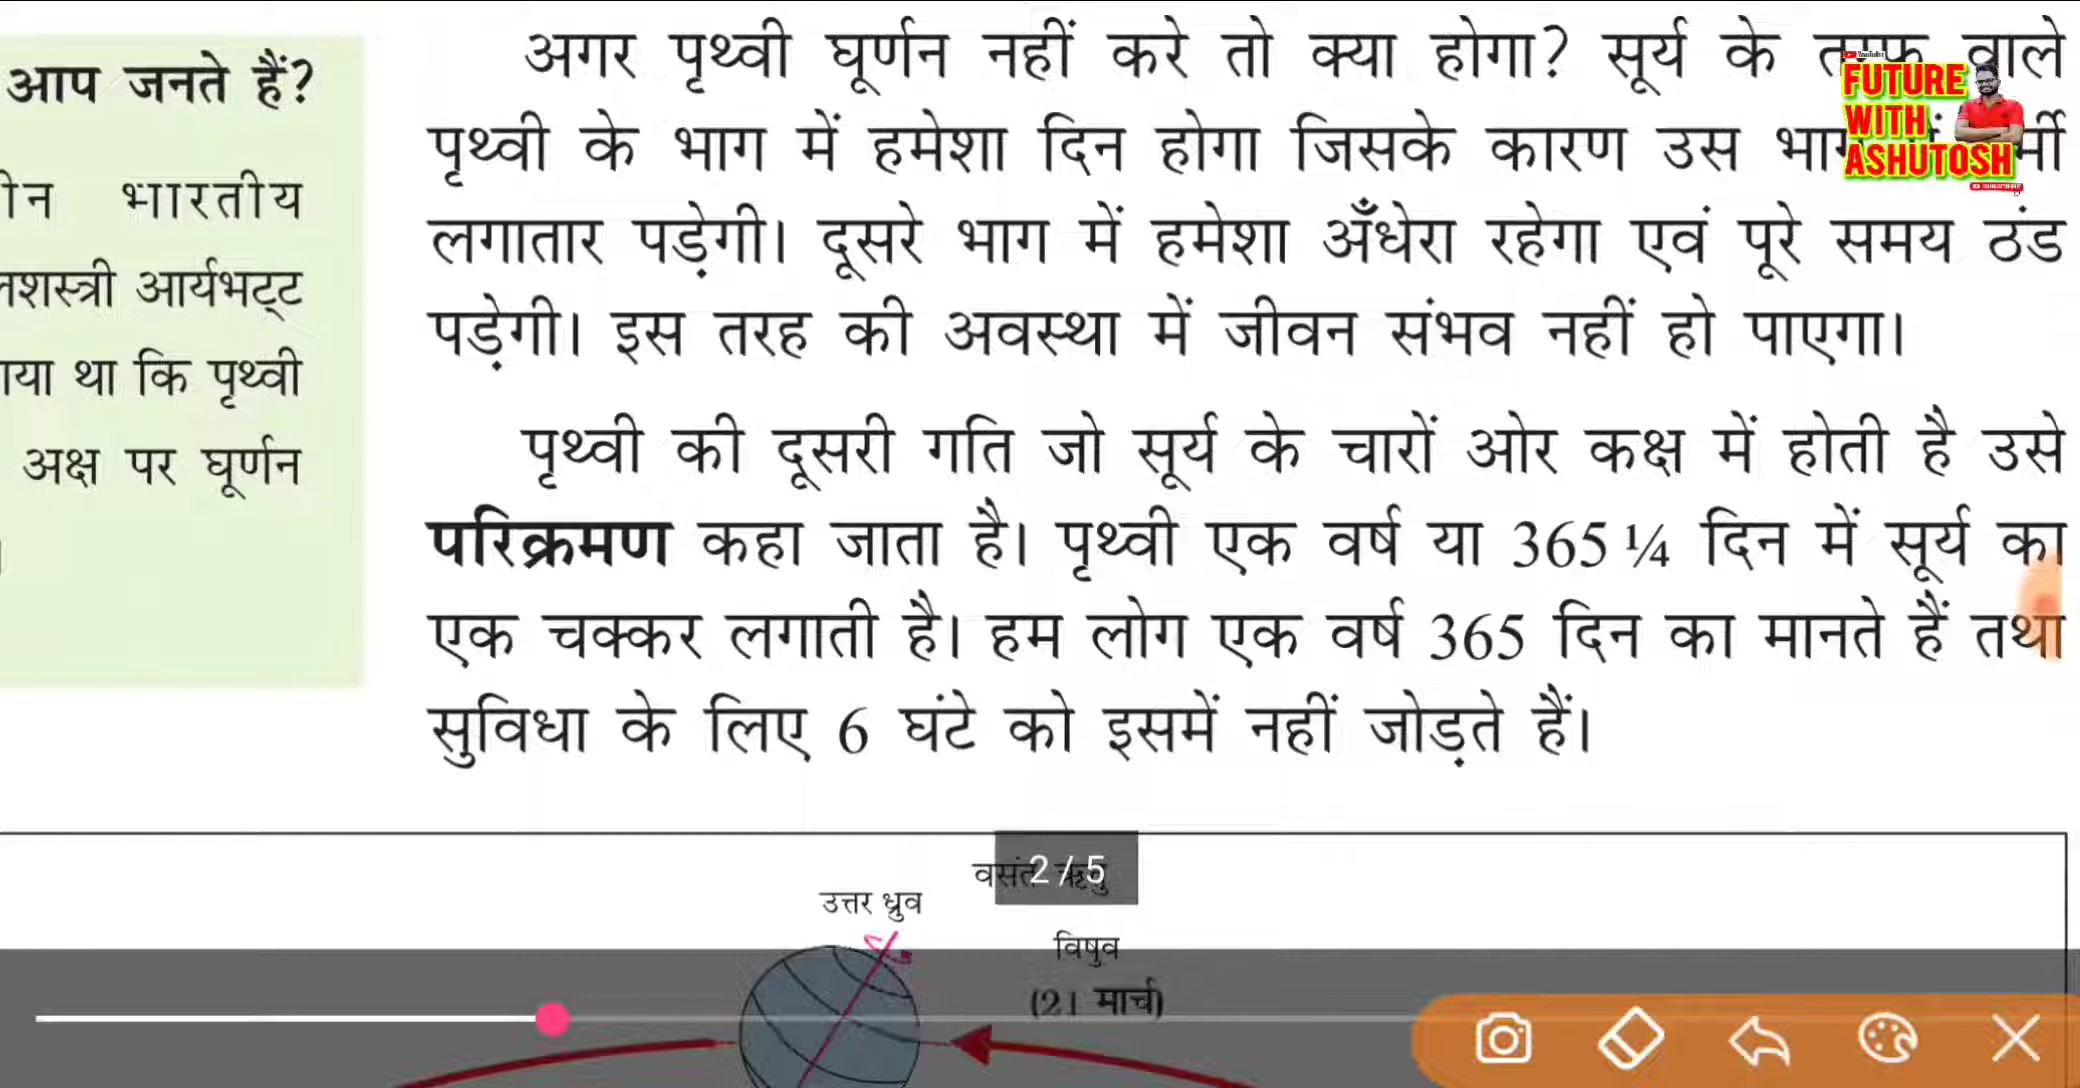 आप जनते हैं?
भारतीय
आर्यभट्ट
था कि पृथ्वी
अक्ष पर घूर्णन
अगर पृथ्वी घूर्णन नहीं करे तो क्या होगा? सूर्य के वाले
पृथ्वी के भाग में हमेशा दिन होगा जिसके कारण उस
लगातार पड़ेगी। दूसरे भाग में हमेशा अँधेरा रहेगा एवं पूरे समय ठंड
पड़ेगी। इस तरह की अवस्था में जीवन संभव नहीं हो पाएगा।
पृथ्वी की दूसरी गति जो सूर्य के चारों ओर कक्ष में होती है उसे
परिक्रमण कहा जाता है। पृथ्वी एक वर्ष या 365 ¼ दिन में सूर्य का
एक चक्कर लगाती है। हम लोग एक वर्ष 365 दिन का मानते हैं तथा
सुविधा के लिए 6 घंटे को इसमें नहीं जोड़ते हैं।
FUTURE
WITH
ASHUTOSH
2 / 5
उत्तर ध्रुव
विषुव
(21 मार्च)